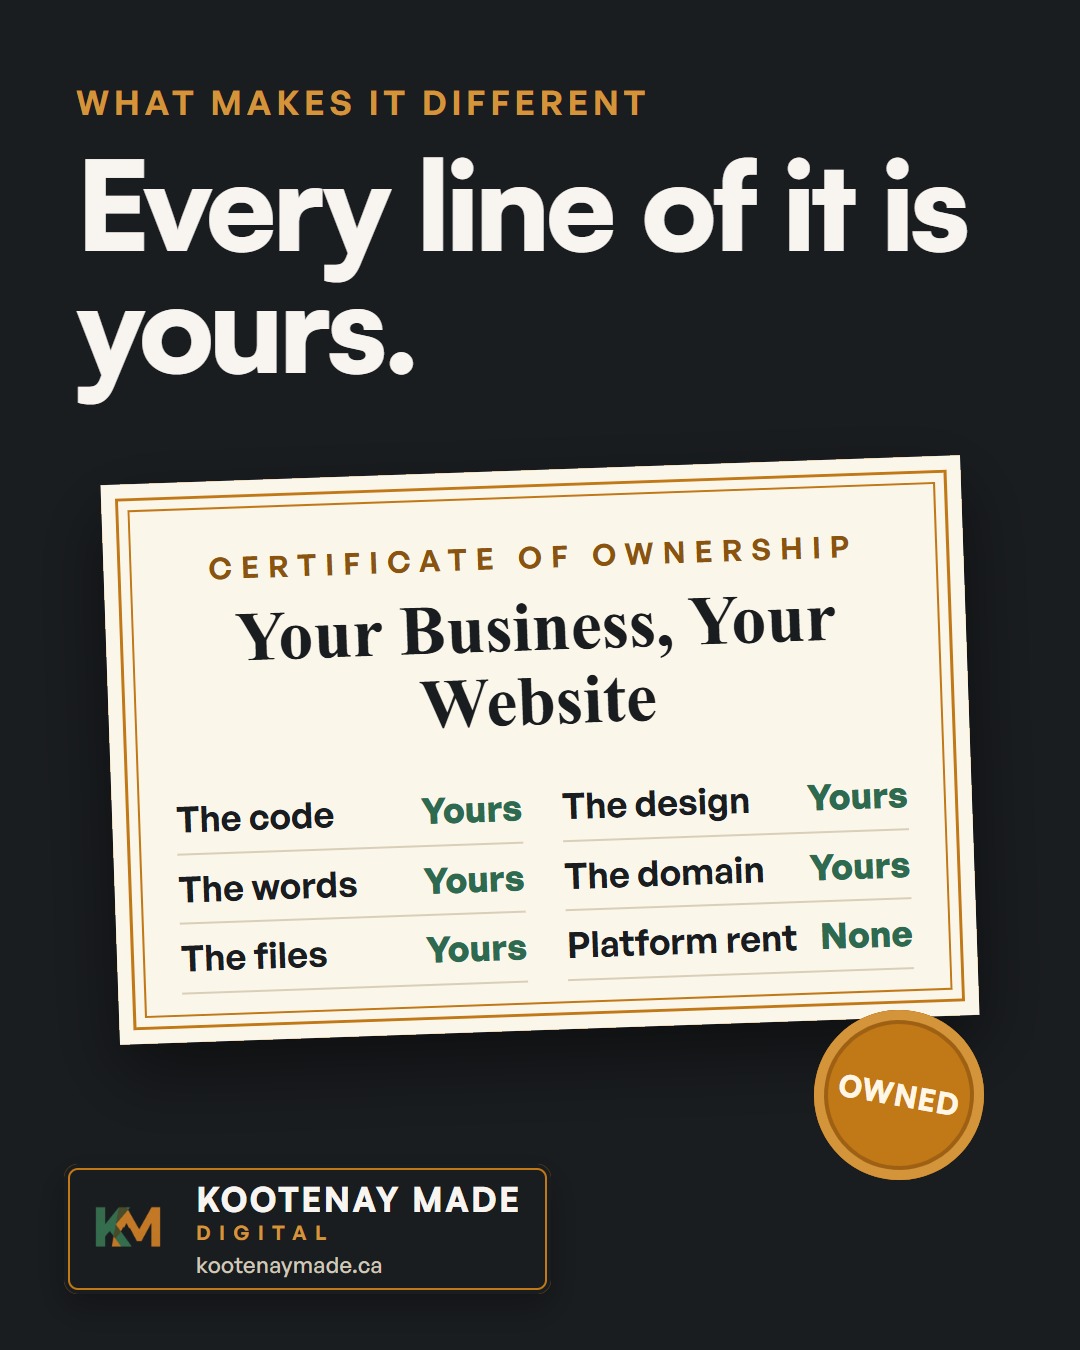 WHAT MAKES IT DIFFERENT
Every line of it is
yours.
CERTIFICATE OF OWNERSHIP
Your Business, Your
Website
The code Yours
The design Yours
The words Yours
The domain Yours
The files Yours
Platform rent None
OWNED
KM
KOOTENAY MADE
DIGITAL
kootenaymade.ca